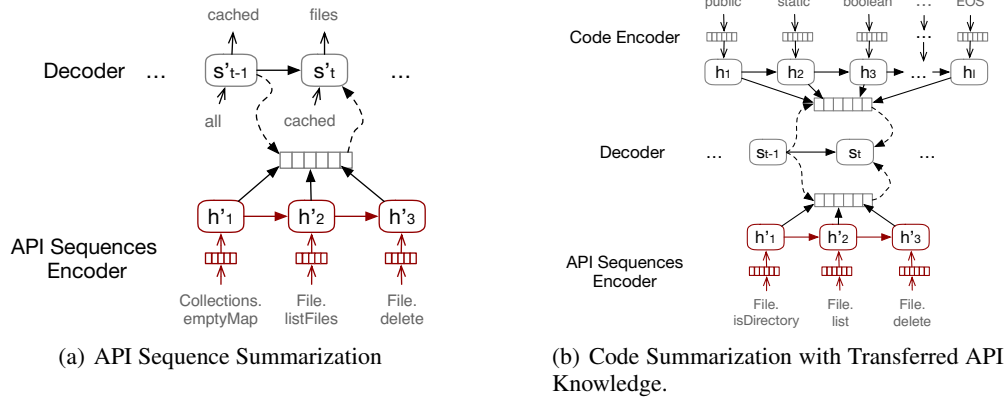 cached files
Decoder ... s't-1 s't ...
all cached
h'1 h'2 h'3
API Sequences
Encoder
Collections. File. File.
emptyMap listFiles delete
(a) API Sequence Summarization
public static boolean ... EOS
Code Encoder ...
h1 h2 h3 ... hl
Decoder ... st-1 st ...
h'1 h'2 h'3
API Sequences
Encoder
File. File. File.
isDirectory list delete
(b) Code Summarization with Transferred API
Knowledge.